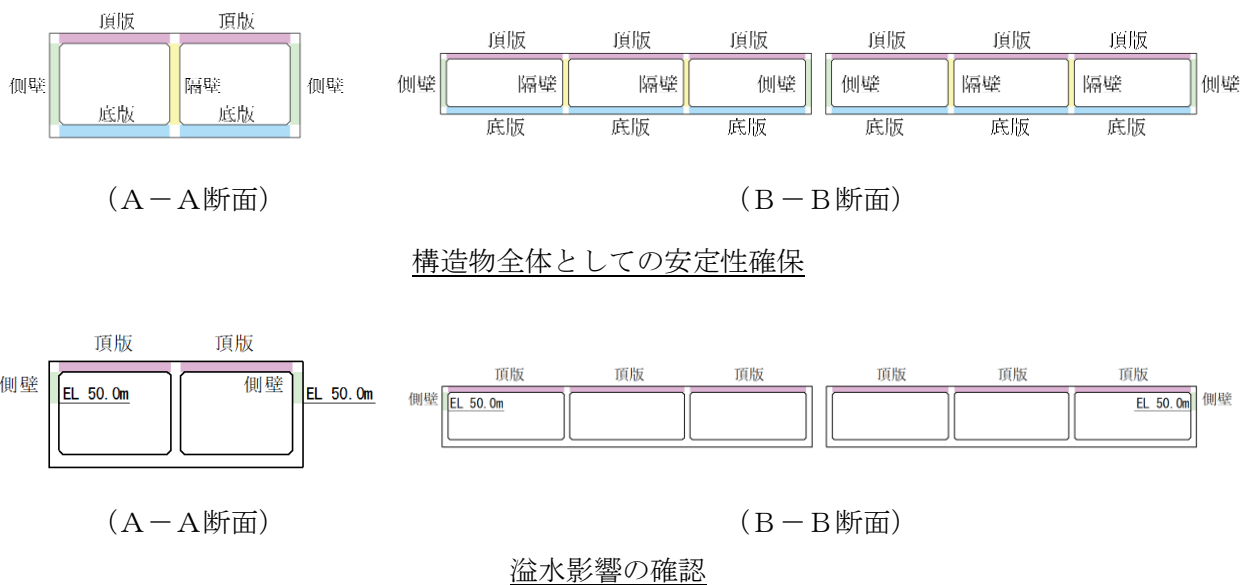 頂版 頂版
側壁 隔壁 側壁
底版 底版
頂版 頂版 頂版 頂版 頂版 頂版
側壁 隔壁 隔壁 側壁 側壁 隔壁 隔壁 側壁
底版 底版 底版 底版 底版 底版
（A－A断面） （B－B断面）
構造物全体としての安定性確保
頂版 頂版
側壁 EL 50.0m 側壁 EL 50.0m
頂版 頂版 頂版 頂版 頂版 頂版
側壁 EL 50.0m EL 50.0m 側壁
（A－A断面） （B－B断面）
溢水影響の確認